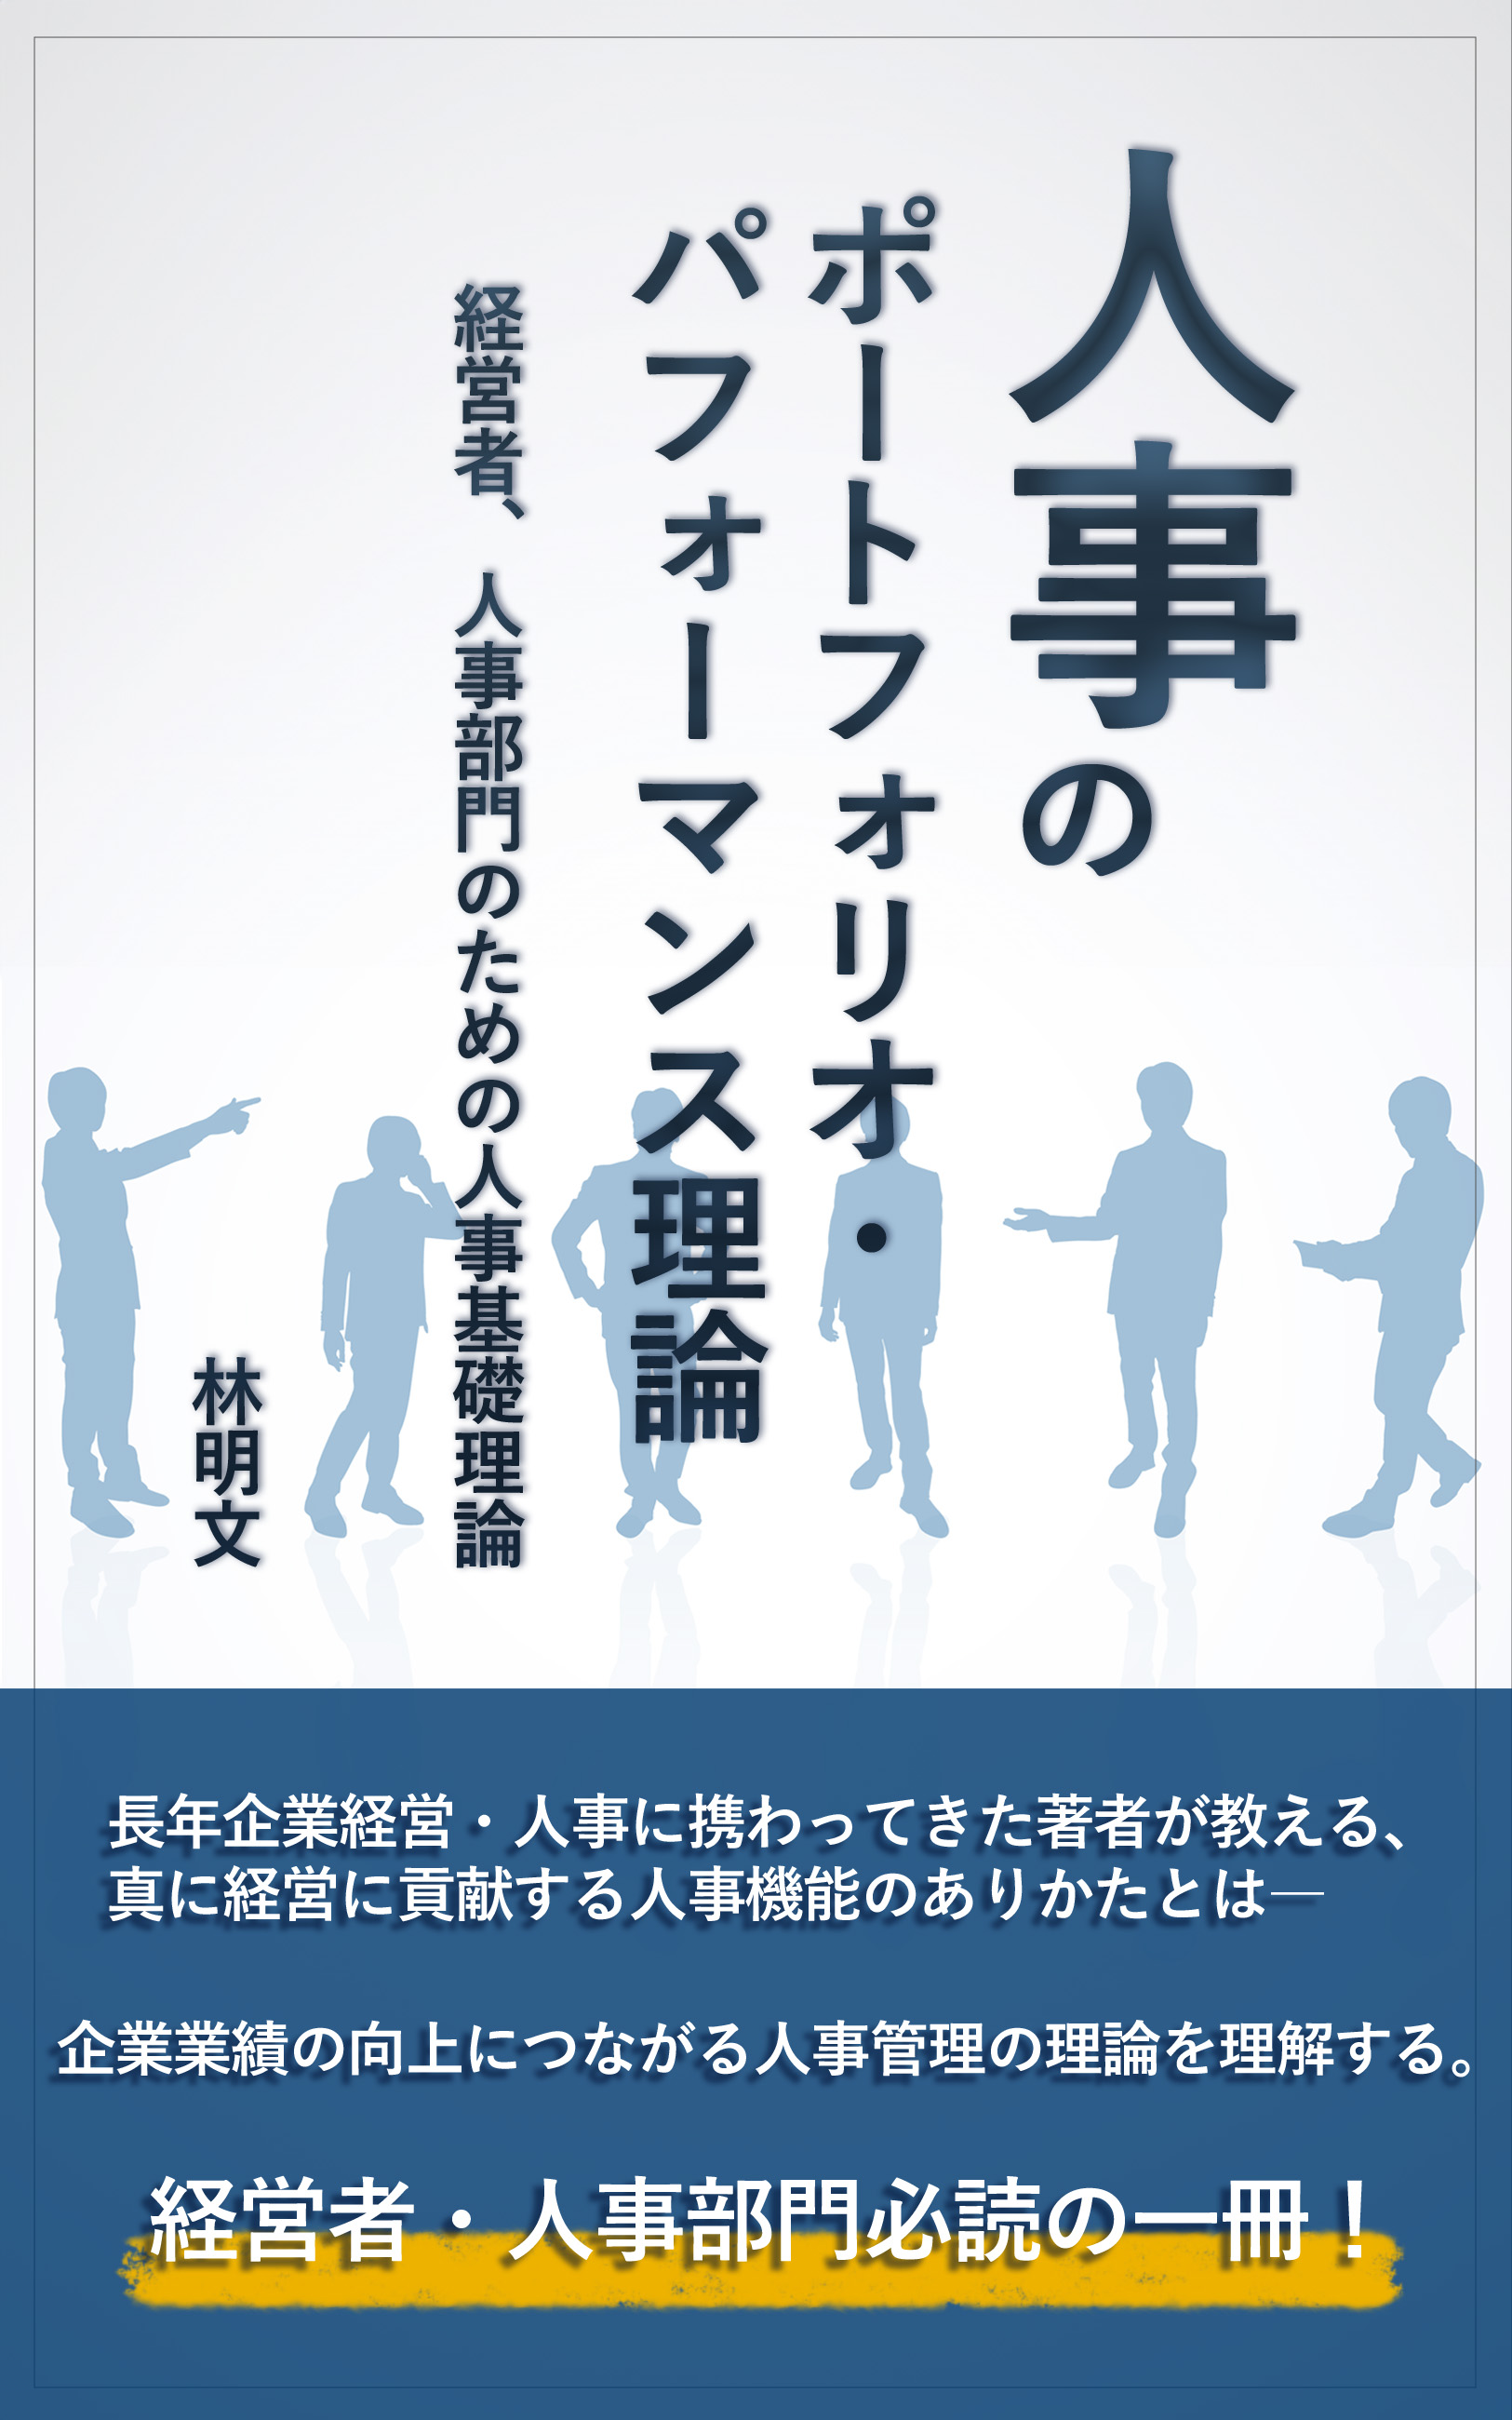 人事の
ポートフォリオ・
パフォーマンス理論
経営者、人事部門のための人事基礎理論
林明文
長年企業経営・人事に携わってきた著者が教える、
真に経営に貢献する人事機能のありかたとは―
企業業績の向上につながる人事管理の理論を理解する。
経営者・人事部門必読の一冊！